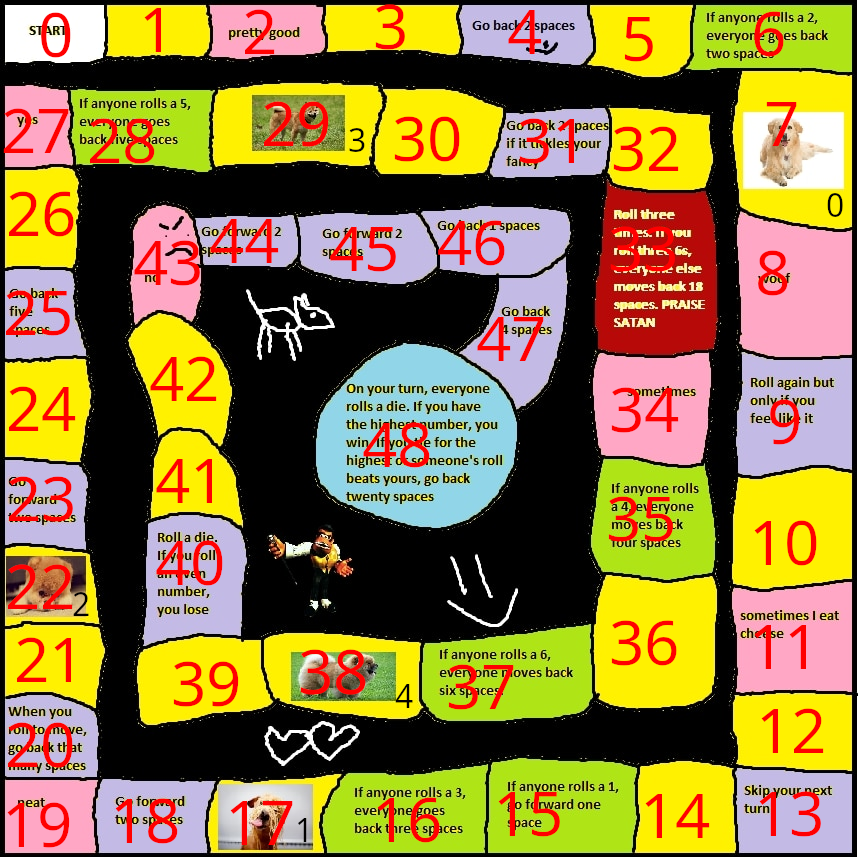 START
0
1
pretty good
2
3
Go back 2 spaces
4
5
If anyone rolls a 2,
everyone goes back
two spaces
6
7
0
woof
8
Roll again but
only if you
feel like it
9
10
sometimes I eat
cheese
11
12
Skip your next
turn
13
14
If anyone rolls a 1,
go forward one
space
15
If anyone rolls a 3,
everyone goes
back three spaces
16
17
1
Go forward
two spaces
18
neat
19
When you
roll to move,
go back that
many spaces
20
21
22
2
Go
forward
two spaces
23
24
Go back
five
spaces
25
26
yes
27
If anyone rolls a 5,
everyone goes
back five spaces
28
29
3
30
Go back 2 spaces
if it tickles your
fancy
31
32
Roll three
times. If you
roll three 6s,
everyone else
moves back 18
spaces. PRAISE
SATAN
33
sometimes
34
If anyone rolls
a 4, everyone
moves back
four spaces
35
36
If anyone rolls a 6,
everyone moves back
six spaces
37
38
4
39
Roll a die.
If you roll
an even
number,
you lose
40
41
42
no
43
Go forward 2
spaces
44
Go forward 2
spaces
45
Go back 1 spaces
46
Go back
4 spaces
47
On your turn, everyone
rolls a die. If you have
the highest number, you
win. If you tie for the
highest or someone's roll
beats yours, go back
twenty spaces
48